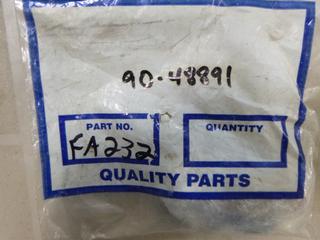 90-48891
PART NO.
QUANTITY
FA232
QUALITY PARTS